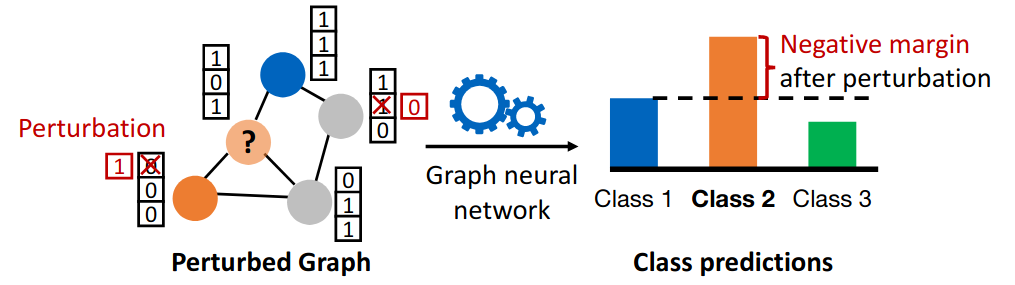 1
1
1
1
0
1
1
1
0
0
Perturbation
1
0
0
0
?
0
1
1
Perturbed Graph
Graph neural
network
Negative margin
after perturbation
Class 1
Class 2
Class 3
Class predictions